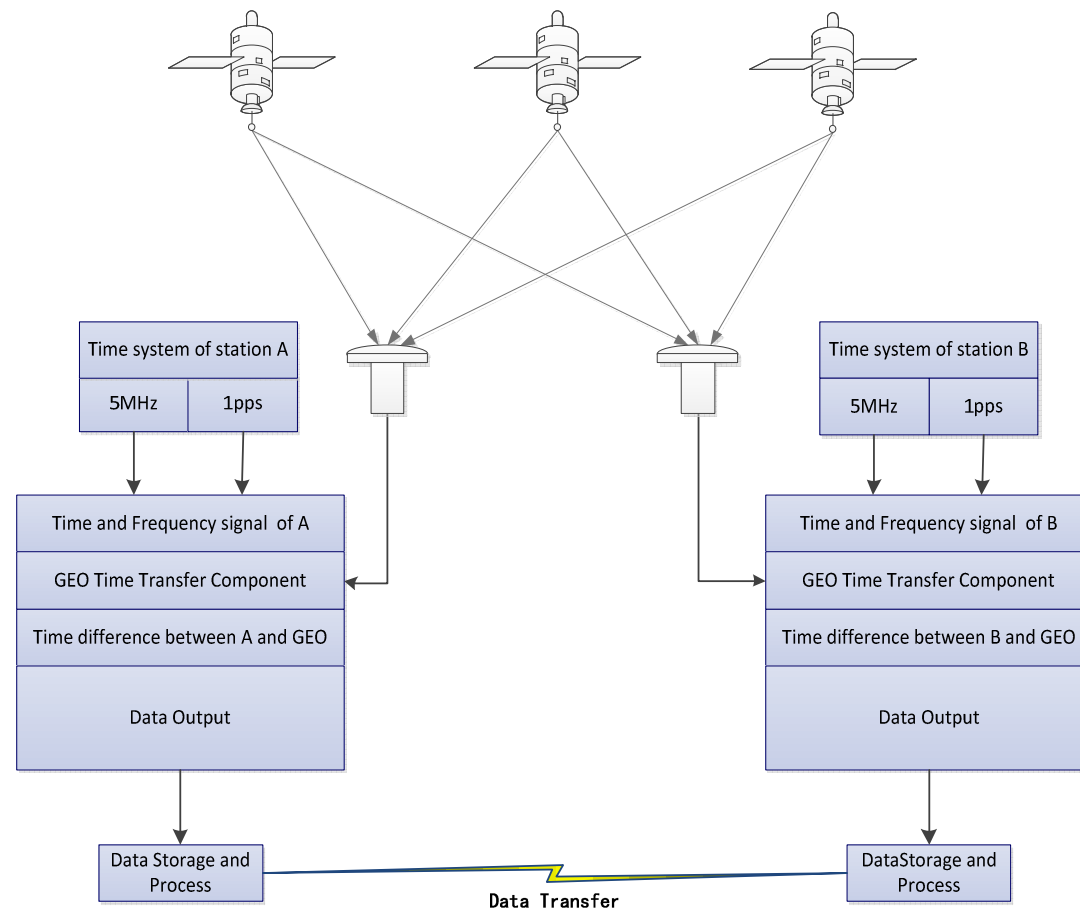 Time system of station A
5MHz
1pps
Time and Frequency signal of A
GEO Time Transfer Component
Time difference between A and GEO
Data Output
Data Storage and
Process
Time system of station B
5MHz
1pps
Time and Frequency signal of B
GEO Time Transfer Component
Time difference between B and GEO
Data Output
DataStorage and
Process
Data Transfer